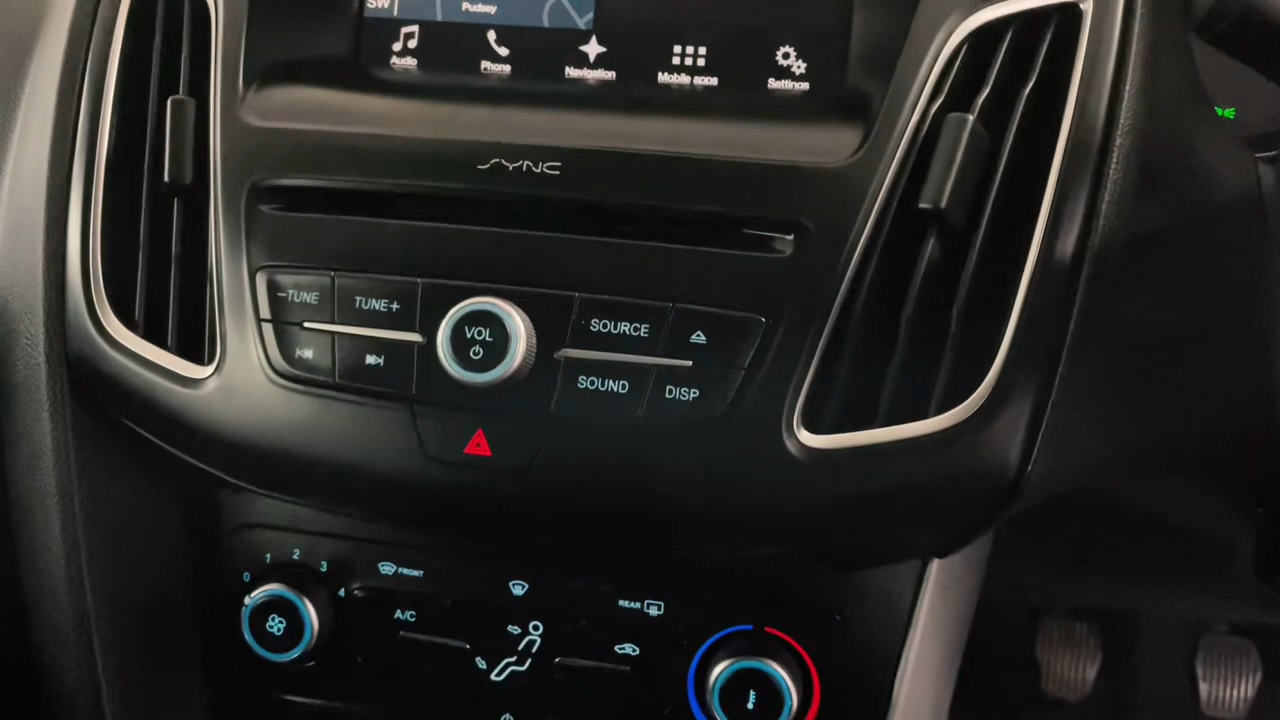 SW
Pudsey
Audio
Phone
Navigation
Mobile apps
Settings
SYNC
-TUNE
TUNE+
VOL
SOURCE
SOUND
DISP
0
1
2
3
4
FRONT
A/C
REAR